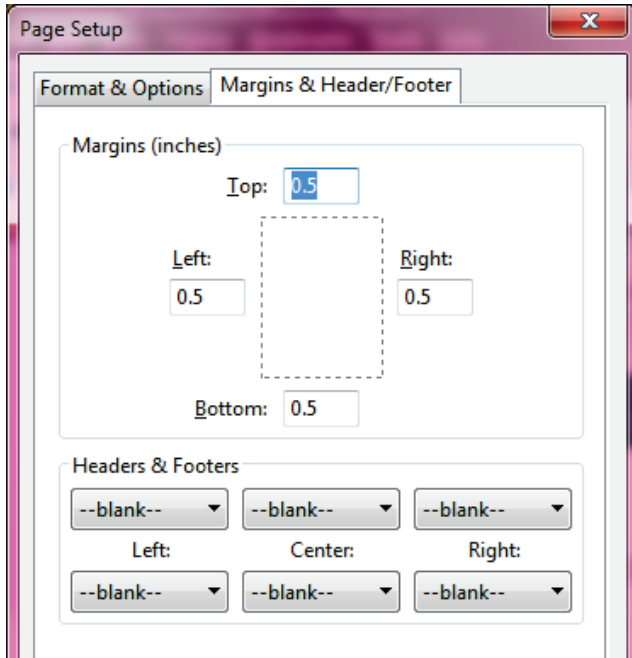 Page Setup
Format & Options Margins & Header/Footer
Margins (inches)
Top: 0.5
Left: Right:
0.5 0.5
Bottom: 0.5
Headers & Footers
--blank-- --blank-- --blank--
Left: Center: Right:
--blank-- --blank-- --blank--